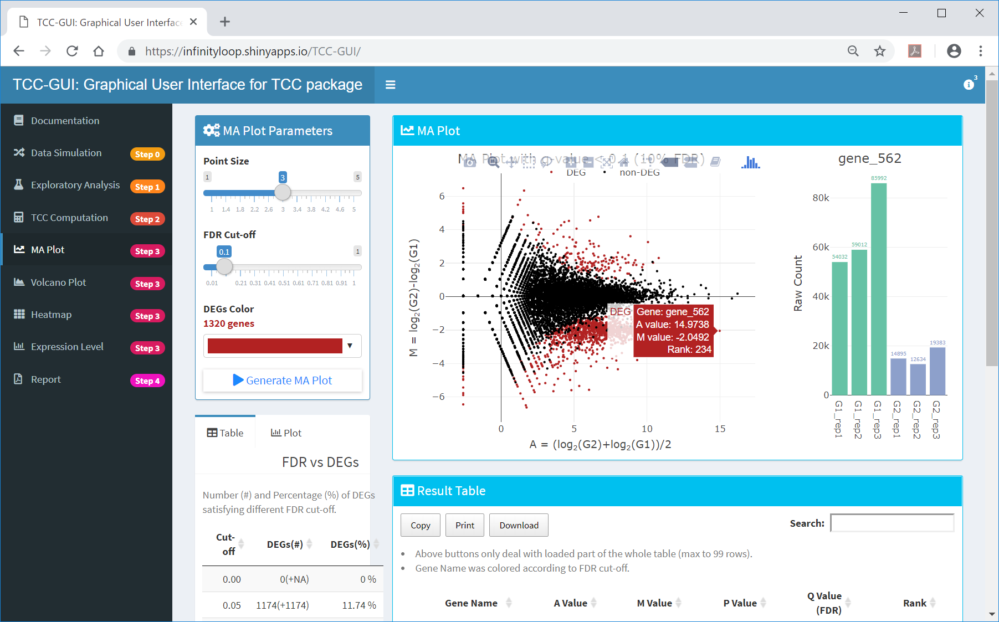 TCC-GUI: Graphical User Interface
https://infinityloop.shinyapps.io/TCC-GUI/
TCC-GUI: Graphical User Interface for TCC package
3
Documentation
Data Simulation Step 0
Exploratory Analysis Step 1
TCC Computation Step 2
MA Plot Step 3
Volcano Plot Step 3
Heatmap Step 3
Expression Level Step 3
Report Step 4
MA Plot Parameters
Point Size
1 3 5
1 1.4 1.8 2.2 2.6 3 3.4 3.8 4.2 4.6 5
FDR Cut-off
0.1 1
0.01 0.21 0.31 0.41 0.51 0.61 0.71 0.81 0.91 1
DEGs Color
1320 genes
Generate MA Plot
Table Plot
FDR vs DEGs
Number (#) and Percentage (%) of DEGs
satisfying different FDR cut-off.
Cut-off DEGs(#) DEGs(%)
0.00 0(+NA) 0 %
0.05 1174(+1174) 11.74 %
MA Plot
MA Plot with q-value < 0.1 (10% FDR)
DEG non-DEG
M = log2(G2)-log2(G1)
6
4
2
0
−2
−4
−6
0 5 10 15
A = (log2(G2)+log2(G1))/2
DEG
Gene: gene_562
A value: 14.9738
M value: -2.0492
Rank: 234
gene_562
Raw Count
80k
60k
40k
20k
0
54032
59012
85992
14895
12634
19383
G1_rep1
G1_rep2
G1_rep3
G2_rep1
G2_rep2
G2_rep3
Result Table
Copy Print Download
Search:
• Above buttons only deal with loaded part of the whole table (max to 99 rows).
• Gene Name was colored according to FDR cut-off.
Gene Name A Value M Value P Value Q Value (FDR) Rank